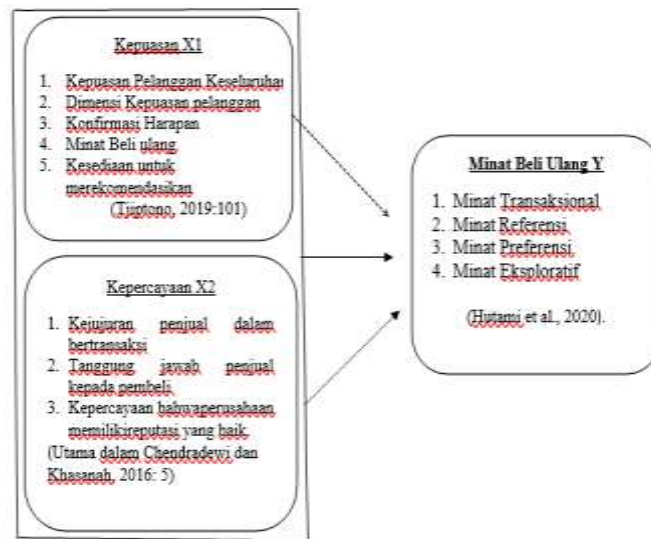 Kepuasan X1
1. Kepuasan Pelanggan Keseluruhan
2. Dimensi Kepuasan pelanggan
3. Konfirmasi Harapan
4. Minat Beli ulang
5. Kesediaan untuk
merekomendasikan
(Tjiptono, 2019:101)
Kepercayaan X2
1. Kejujuran penjual dalam
bertransaksi
2. Tanggung jawab penjual
kepada pembeli
3. Kepercayaan bahwaperusahaan
memilikireputasi yang baik
(Utama dalam Chendradewi dan
Khasanah, 2016: 5)
Minat Beli Ulang Y
1. Minat Transaksional
2. Minat Referensi
3. Minat Preferensi
4. Minat Eksploratif
(Hutami et al., 2020).